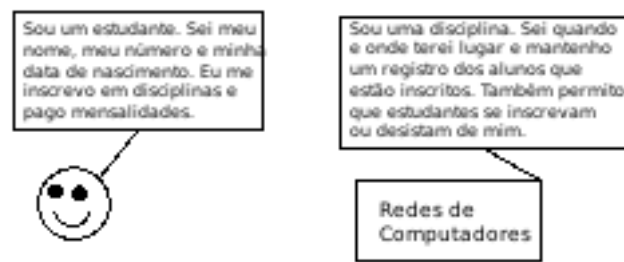 Sou um estudante. Sei meu
nome, meu número e minha
data de nascimento. Eu me
inscrevo em disciplinas e
pago mensalidades.
Sou uma disciplina. Sei quando
e onde terei lugar e mantenho
um registro dos alunos que
estão inscritos. Também permito
que estudantes se inscrevam
ou desistam de mim.
Redes de
Computadores